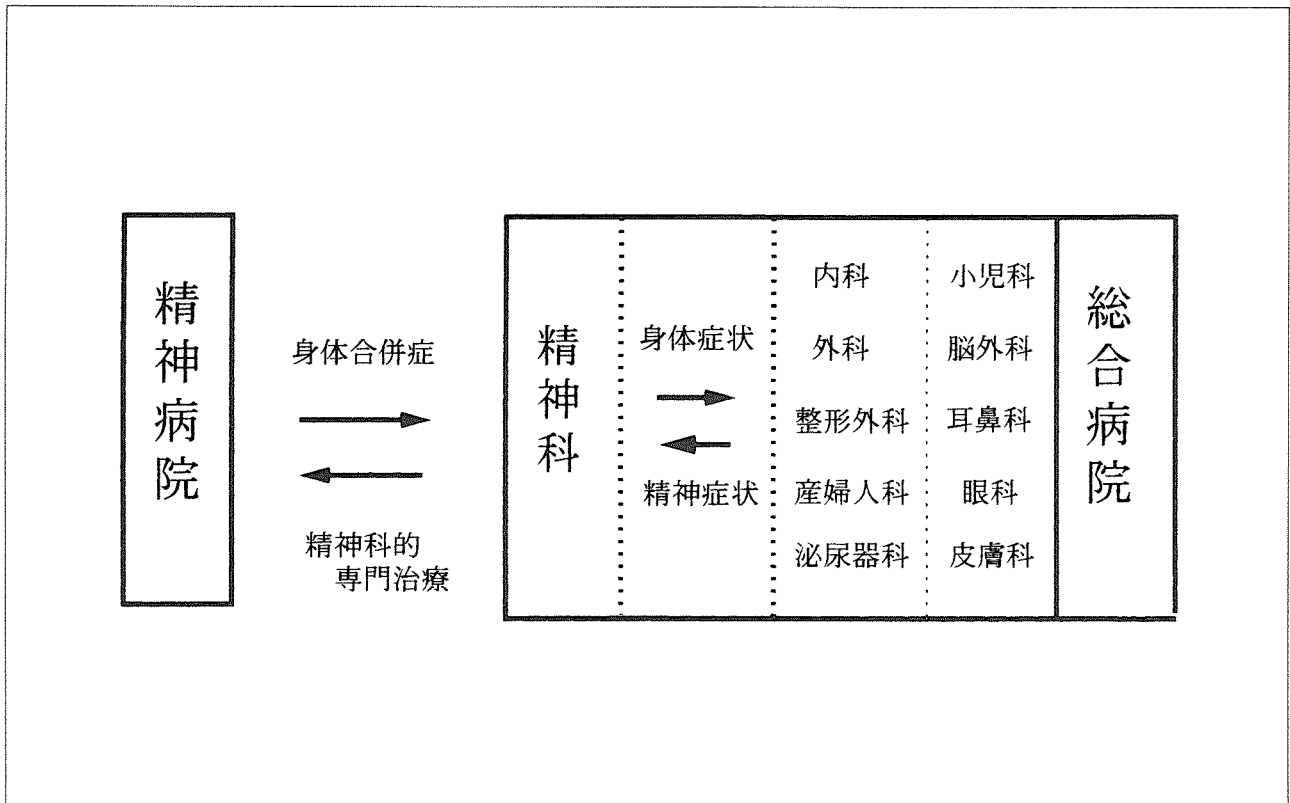 精神病院
身体合併症
精神科的
専門治療
精神科
身体症状
精神症状
内科
外科
整形外科
産婦人科
泌尿器科
小児科
脳外科
耳鼻科
眼科
皮膚科
総合病院